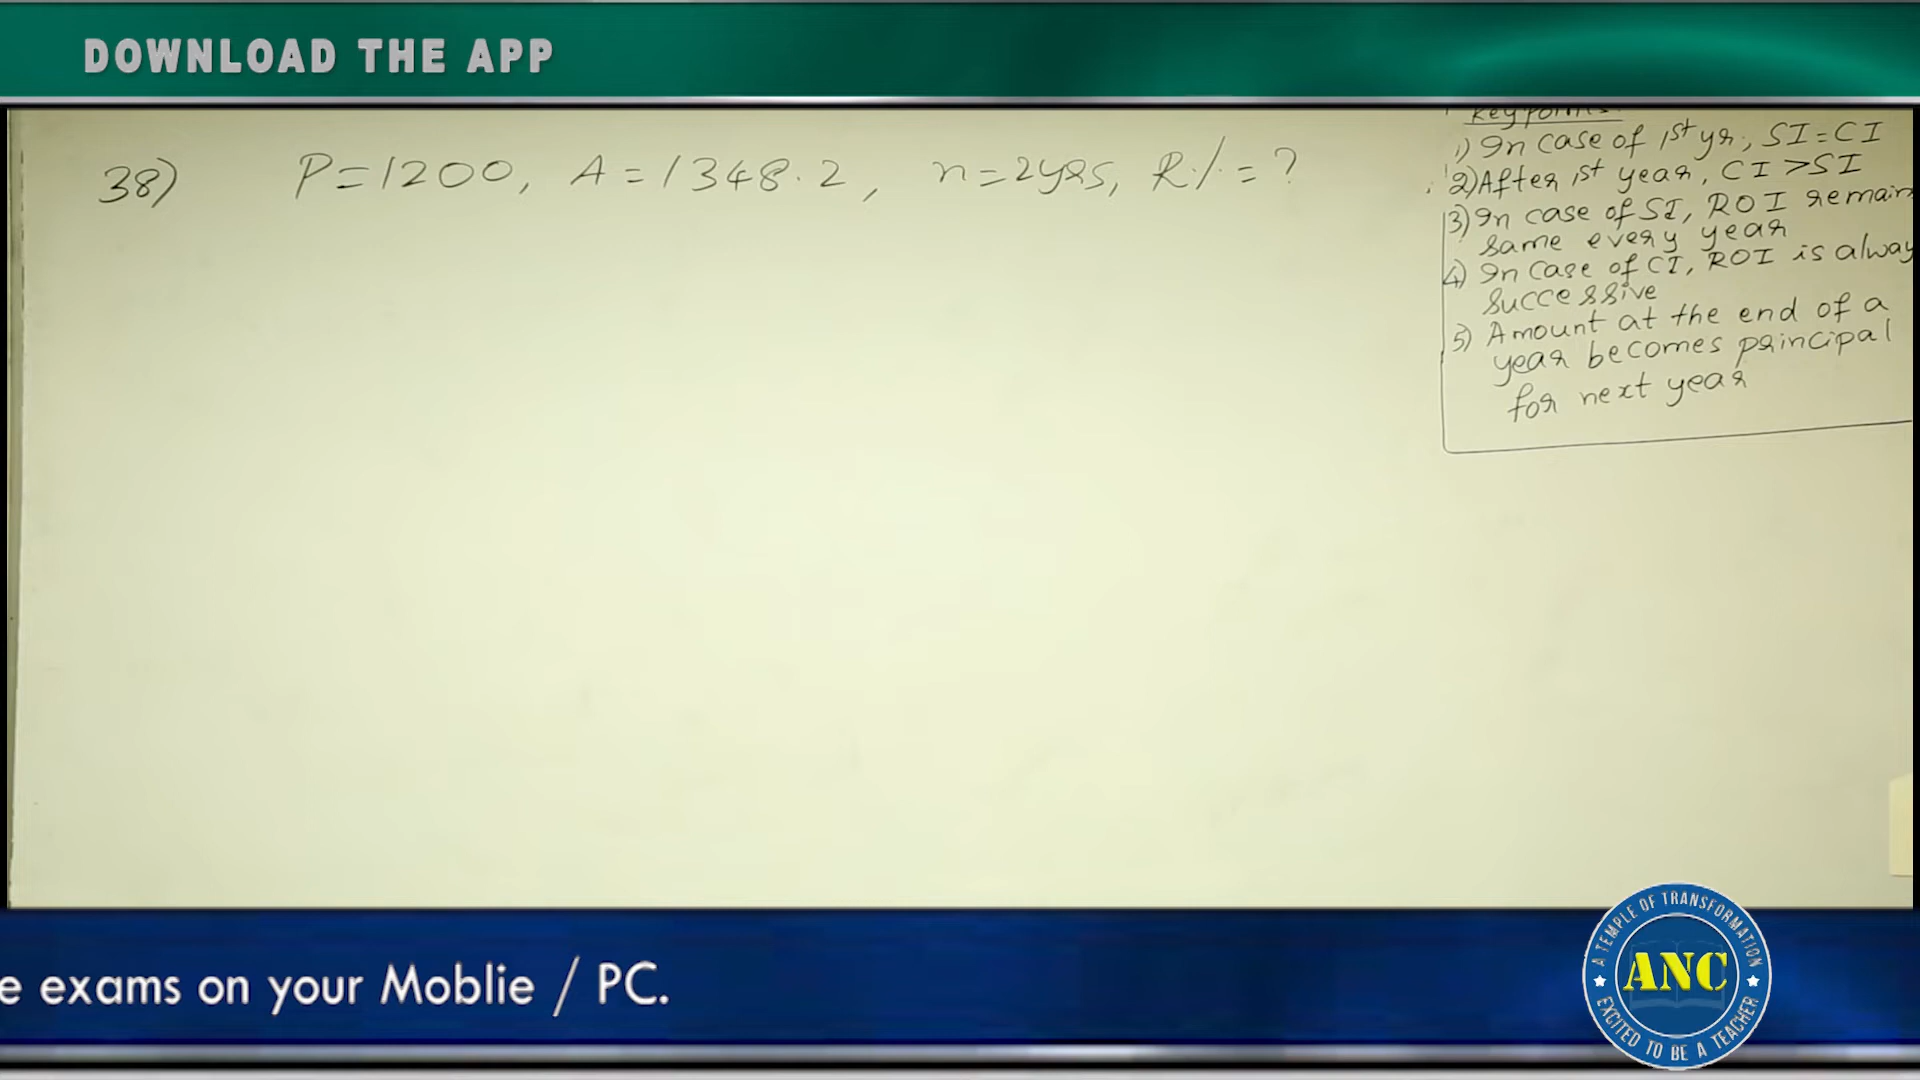 DOWNLOAD THE APP
38) P=1200, A=1348.2, n=2yrs, R%=?
Key points:
1) In case of 1st yr, SI=CI
2) After 1st year, CI>SI
3) In case of SI, ROI remain
same every year
4) In case of CI, ROI is alway
successive
5) Amount at the end of a
year becomes principal
for next year
e exams on your Moblie / PC.
A TEMPLE OF TRANSFORMATION
ANC
EXCITED TO BE A TEACHER